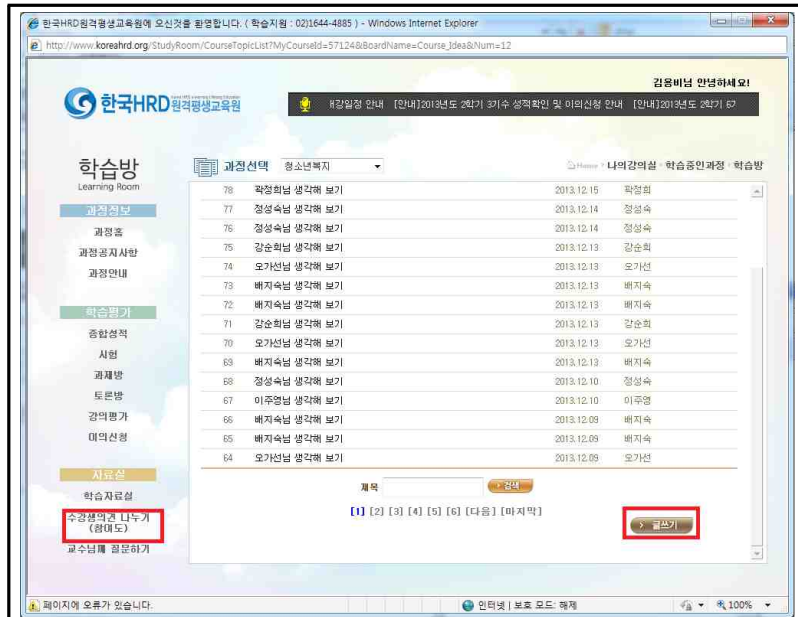 한국HRD원격평생교육원에 오신것을 환영합니다. ( 학습지원 : 02)1644-4885 ) - Windows Internet Explorer
http://www.koreahrd.org/StudyRoom/CourseTopicList?MyCourseId=57124&BoardName=Course_Idea&Num=12
김용비님 안녕하세요!
한국HRD원격평생교육원
H강일정 안내 [안내]2013년도 2학기 3기수 성적확인 및 이의신청 안내 [안내]2013년도 2학기 6기
학습방
Learning Room
과정선택 청소년복지
Home > 나의강의실 > 학습중인과정 > 학습방
과정정보
과정홈
과정공지사항
과정안내
학습평가
종합성적
시험
과제방
토론방
강의평가
이의신청
자료실
학습자료실
수강생의견 나누기
(참여도)
교수님께 질문하기
78 곽정희님 생각해 보기 2013.12.15 곽정희
77 정성숙님 생각해 보기 2013.12.14 정성숙
76 정성숙님 생각해 보기 2013.12.14 정성숙
75 강순희님 생각해 보기 2013.12.13 강순희
74 오가선님 생각해 보기 2013.12.13 오가선
73 배지숙님 생각해 보기 2013.12.13 배지숙
72 배지숙님 생각해 보기 2013.12.13 배지숙
71 강순희님 생각해 보기 2013.12.13 강순희
70 오가선님 생각해 보기 2013.12.13 오가선
69 배지숙님 생각해 보기 2013.12.13 배지숙
68 정성숙님 생각해 보기 2013.12.10 정성숙
67 이주영님 생각해 보기 2013.12.10 이주영
66 배지숙님 생각해 보기 2013.12.09 배지숙
65 배지숙님 생각해 보기 2013.12.09 배지숙
64 오가선님 생각해 보기 2013.12.09 오가선
제목 검색
[1] [2] [3] [4] [5] [6] [다음] [마지막]
글쓰기
페이지에 오류가 있습니다.
인터넷 | 보호 모드: 해제
100%